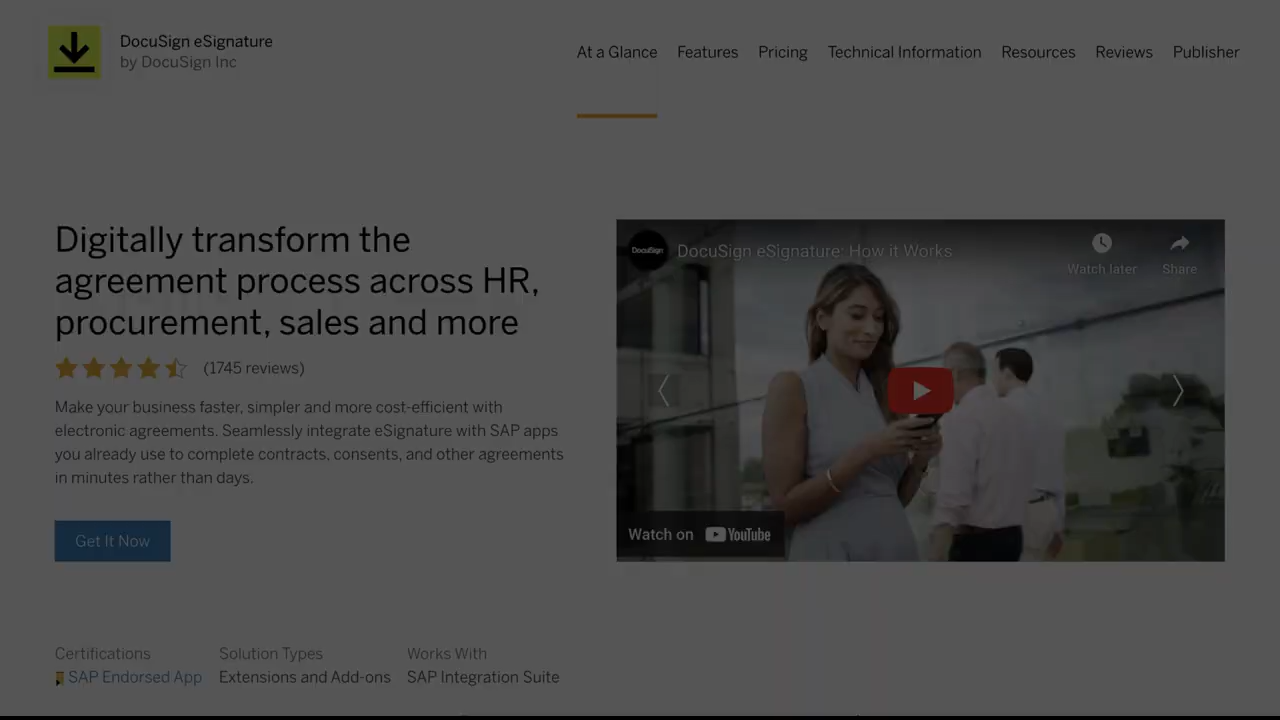 DocuSign eSignature
by DocuSign Inc
At a Glance Features Pricing Technical Information Resources Reviews Publisher
Digitally transform the
agreement process across HR,
procurement, sales and more
(1745 reviews)
Make your business faster, simpler and more cost-efficient with
electronic agreements. Seamlessly integrate eSignature with SAP apps
you already use to complete contracts, consents, and other agreements
in minutes rather than days.
Get It Now
DocuSign
DocuSign eSignature: How it Works
Watch later
Share
Watch on YouTube
Certifications
SAP Endorsed App
Solution Types
Extensions and Add-ons
Works With
SAP Integration Suite